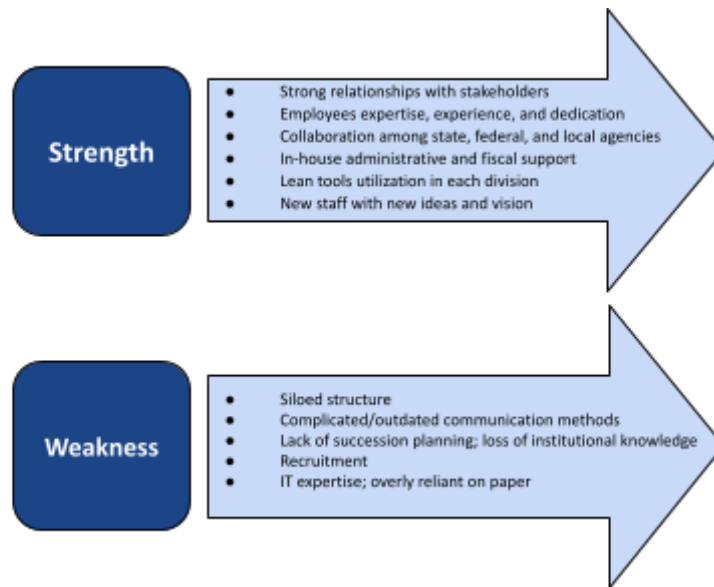 Strength
● Strong relationships with stakeholders
● Employees expertise, experience, and dedication
● Collaboration among state, federal, and local agencies
● In-house administrative and fiscal support
● Lean tools utilization in each division
● New staff with new ideas and vision
Weakness
● Siloed structure
● Complicated/outdated communication methods
● Lack of succession planning; loss of institutional knowledge
● Recruitment
● IT expertise; overly reliant on paper